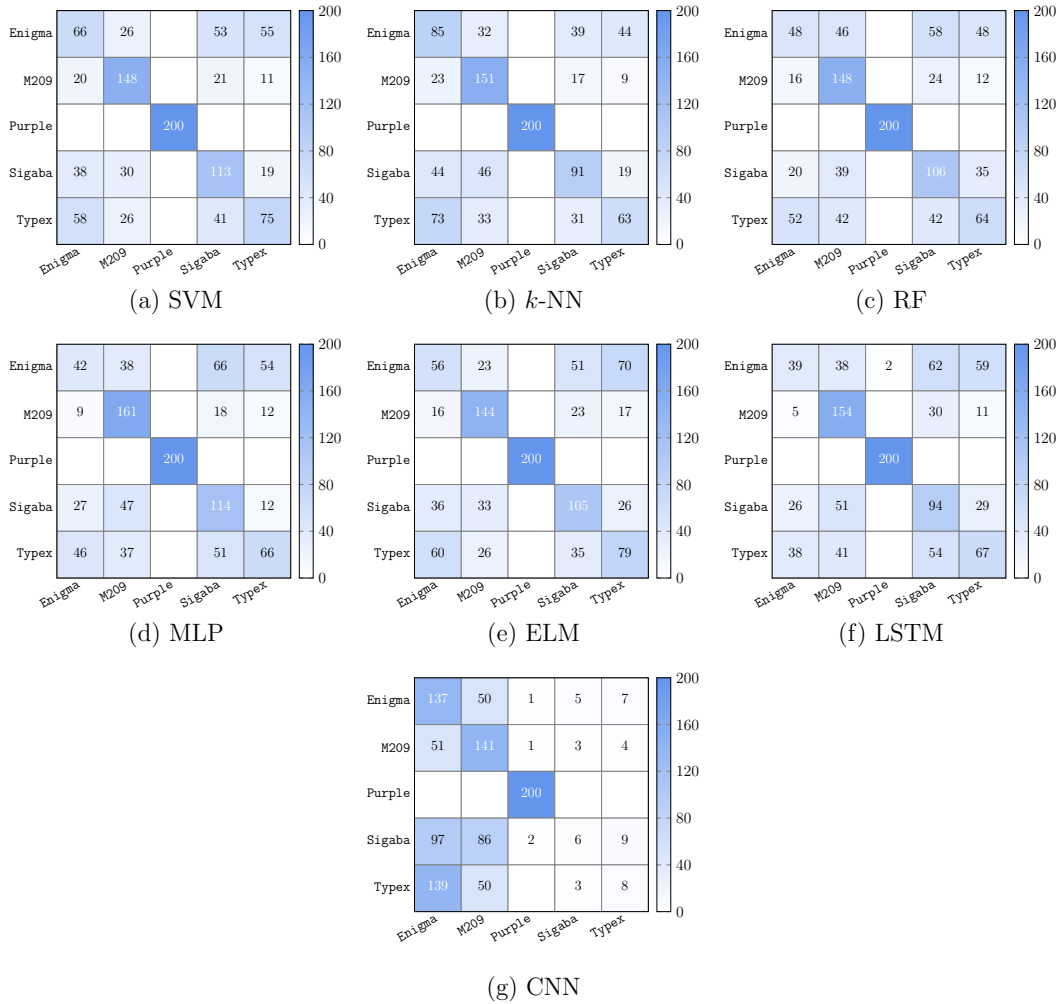 200
Enigma 66 26 53 55 
160
M209 20 148 21 11
120
Purple 200
80
Sigaba 38 30 113 19
40
Typex 58 26 41 75
0
Enigma M209 Purple Sigaba Typex
(a) SVM
200
Enigma 85 32 39 44
160
M209 23 151 17 9
120
Purple 200
80
Sigaba 44 46 91 19
40
Typex 73 33 31 63
0
Enigma M209 Purple Sigaba Typex
(b) k-NN
200
Enigma 48 46 58 48
160
M209 16 148 24 12
120
Purple 200
80
Sigaba 20 39 106 35
40
Typex 52 42 42 64
0
Enigma M209 Purple Sigaba Typex
(c) RF
200
Enigma 42 38 66 54
160
M209 9 161 18 12
120
Purple 200
80
Sigaba 27 47 114 12
40
Typex 46 37 51 66
0
Enigma M209 Purple Sigaba Typex
(d) MLP
200
Enigma 56 23 51 70
160
M209 16 144 23 17
120
Purple 200
80
Sigaba 36 33 105 26
40
Typex 60 26 35 79
0
Enigma M209 Purple Sigaba Typex
(e) ELM
200
Enigma 39 38 2 62 59
160
M209 5 154 30 11
120
Purple 200
80
Sigaba 26 51 94 29
40
Typex 38 41 54 67
0
Enigma M209 Purple Sigaba Typex
(f) LSTM
200
Enigma 137 50 1 5 7
160
M209 51 141 1 3 4
120
Purple 200
80
Sigaba 97 86 2 6 9
40
Typex 139 50 3 8
0
Enigma M209 Purple Sigaba Typex
(g) CNN